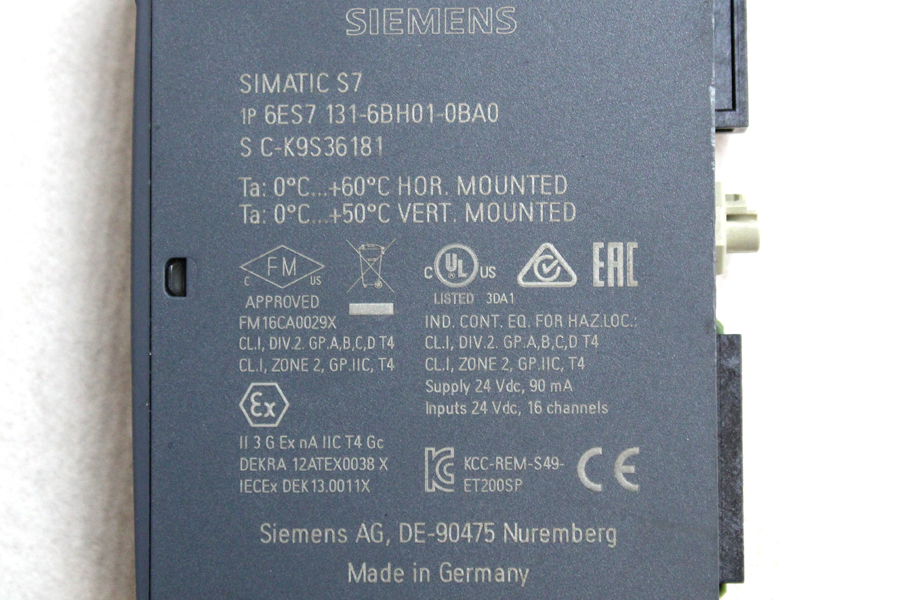 SIEMENS
SIMATIC S7
1P 6ES7 131-6BH01-0BA0
S C-K9S36181
Ta: 0°C...+60°C HOR. MOUNTED
Ta: 0°C...+50°C VERT. MOUNTED
FM
C US
APPROVED
FM16CA0029X
CL.I, DIV.2. GP.A,B,C,D T4
CL.I, ZONE 2, GP.IIC, T4
C UL US
LISTED 3DA1
EAC
IND. CONT. EQ. FOR HAZ.LOC.:
CL.I, DIV.2. GP.A,B,C,D T4
CL.I, ZONE 2, GP.IIC, T4
Supply 24 Vdc, 90 mA
Inputs 24 Vdc, 16 channels
Ex
II 3 G Ex nA IIC T4 Gc
DEKRA 12ATEX0038 X
IECEx DEK13.0011X
KCC-REM-S49-
ET200SP
CE
Siemens AG, DE-90475 Nuremberg
Made in Germany